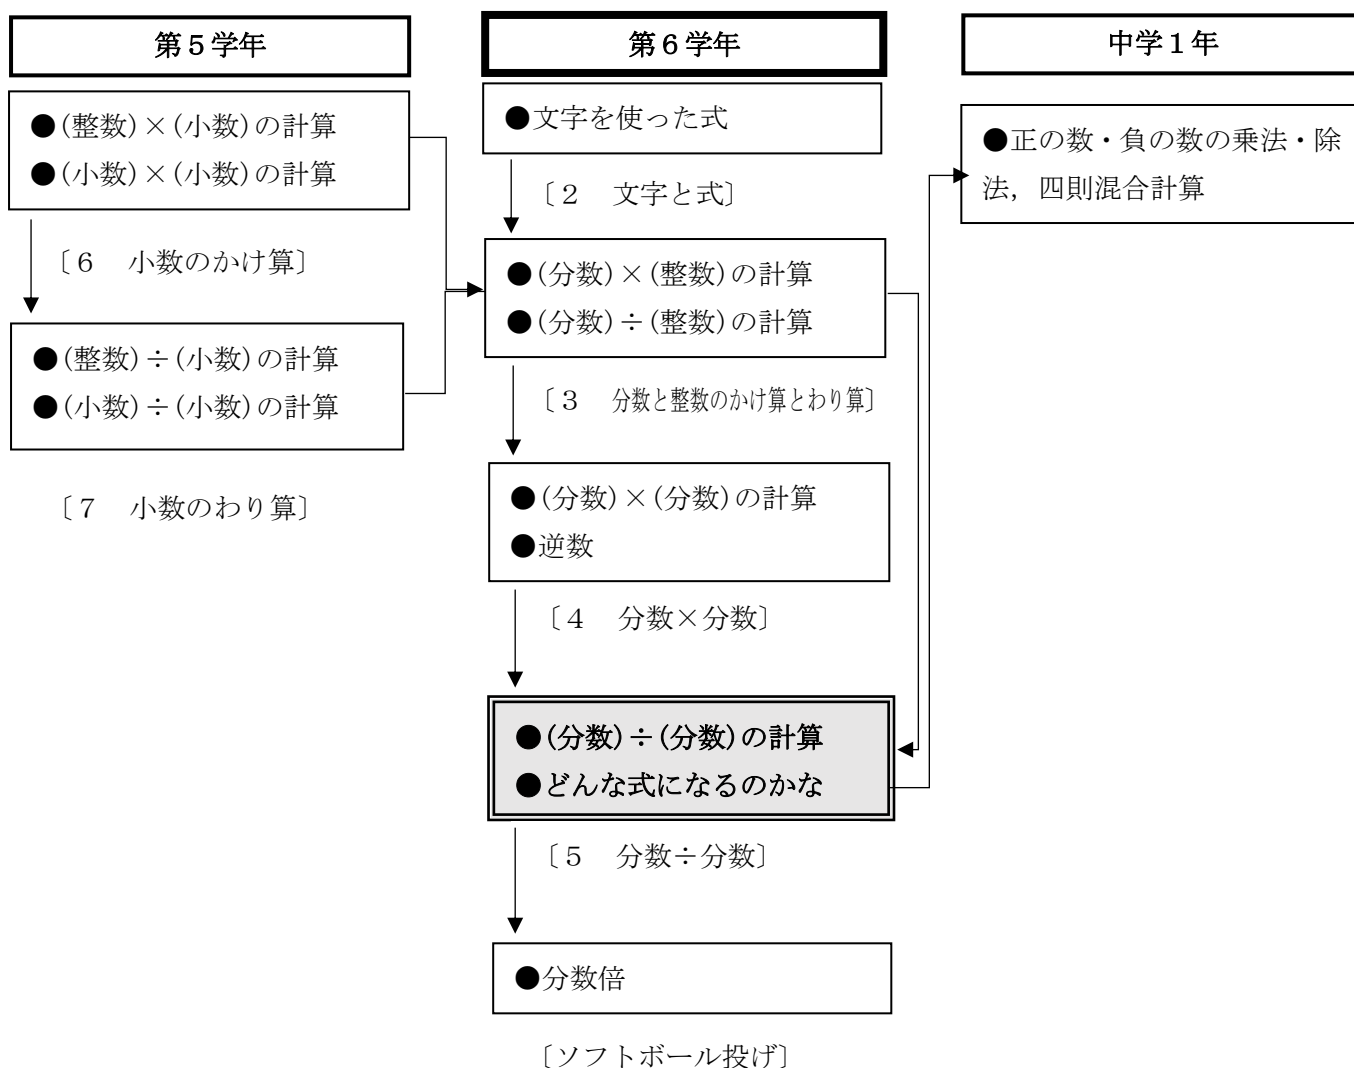 第５学年
●(整数)×(小数)の計算
●(小数)×(小数)の計算
〔６　小数のかけ算〕
●(整数)÷(小数)の計算
●(小数)÷(小数)の計算
〔７　小数のわり算〕
第６学年
●文字を使った式
〔２　文字と式〕
●(分数)×(整数)の計算
●(分数)÷(整数)の計算
〔３　分数と整数のかけ算とわり算〕
●(分数)×(分数)の計算
●逆数
〔４　分数×分数〕
●(分数)÷(分数)の計算
●どんな式になるのかな
〔５　分数÷分数〕
●分数倍
〔ソフトボール投げ〕
中学１年
●正の数・負の数の乗法・除
法，四則混合計算